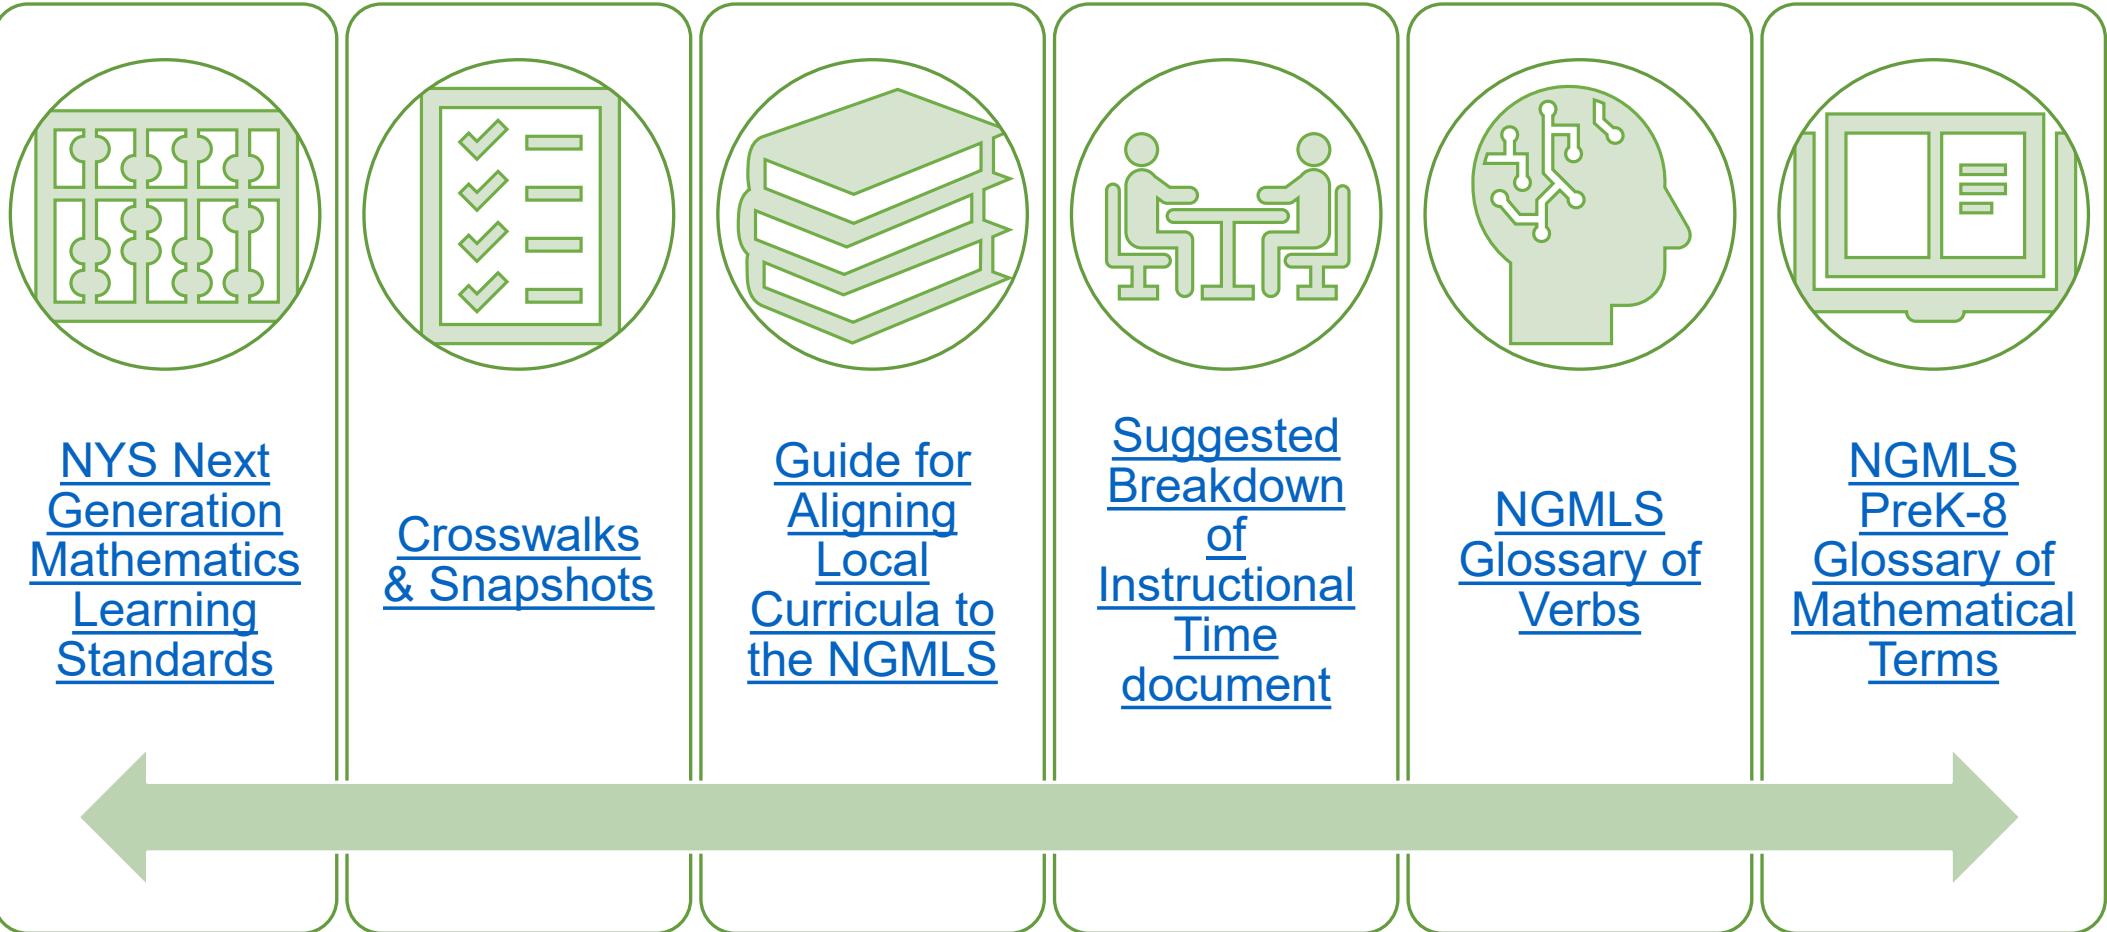 NYS Next
Generation
Mathematics
Learning
Standards
Crosswalks
& Snapshots
Guide for
Aligning
Local
Curricula to
the NGMLS
Suggested
Breakdown
of
Instructional
Time
document
NGMLS
Glossary of
Verbs
NGMLS
PreK-8
Glossary of
Mathematical
Terms